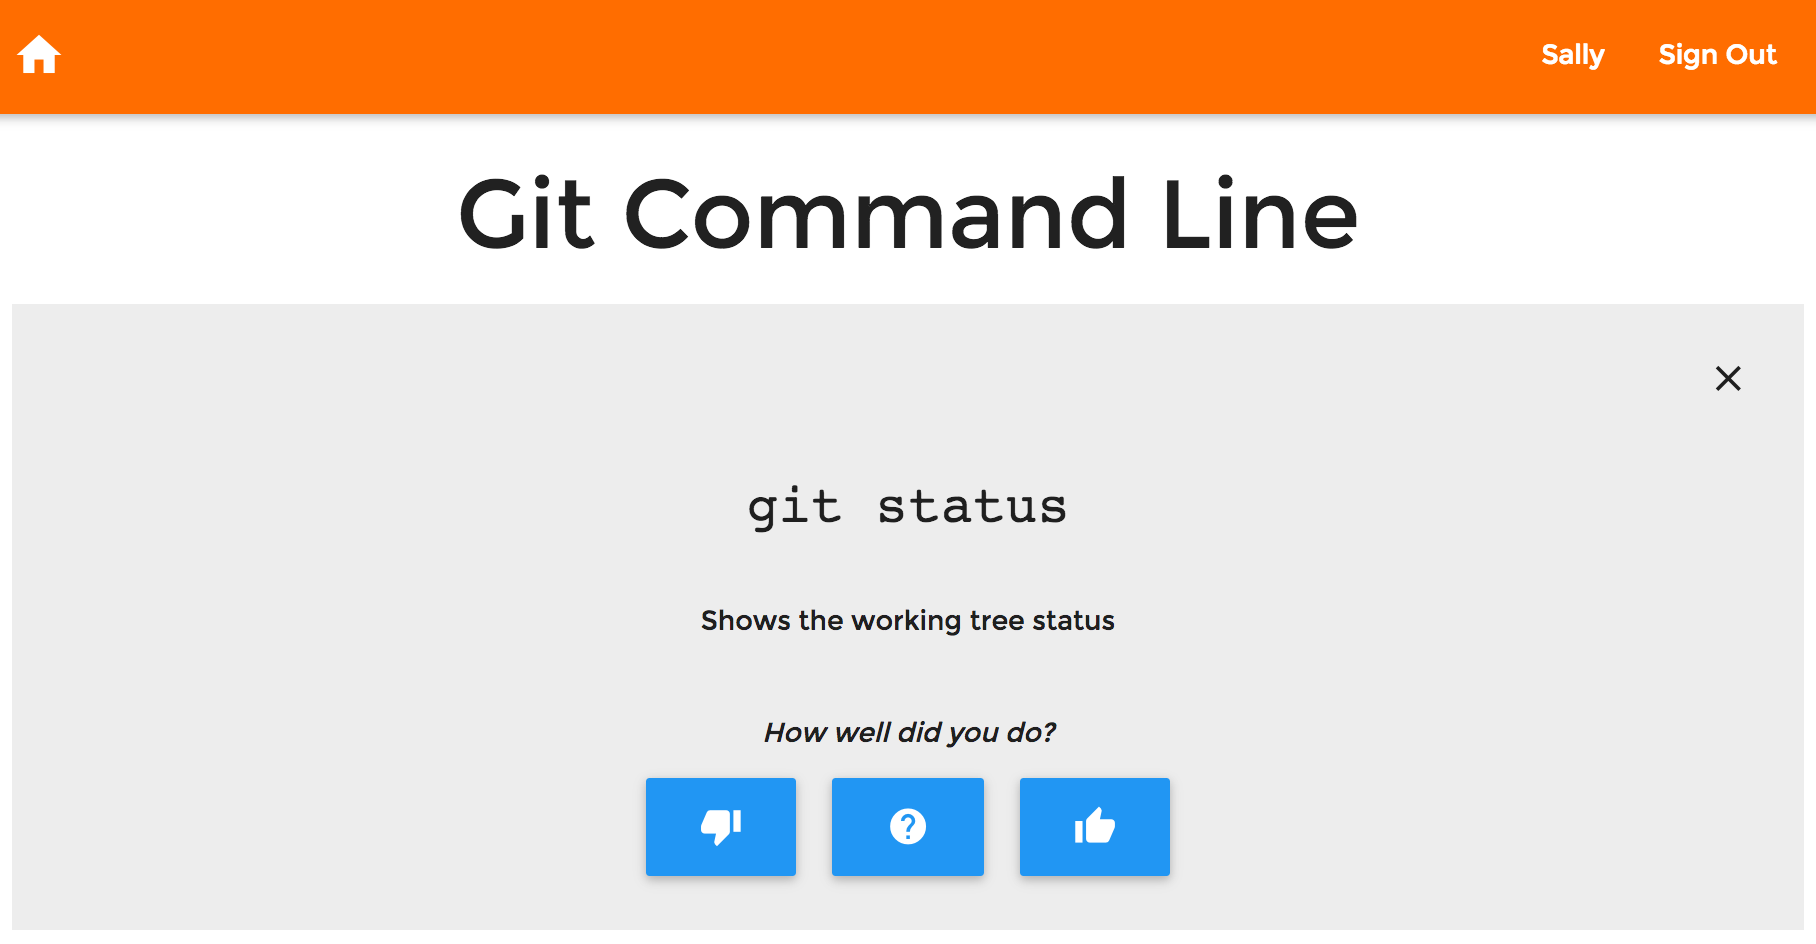 Sally Sign Out
Git Command Line
git status
Shows the working tree status
How well did you do?